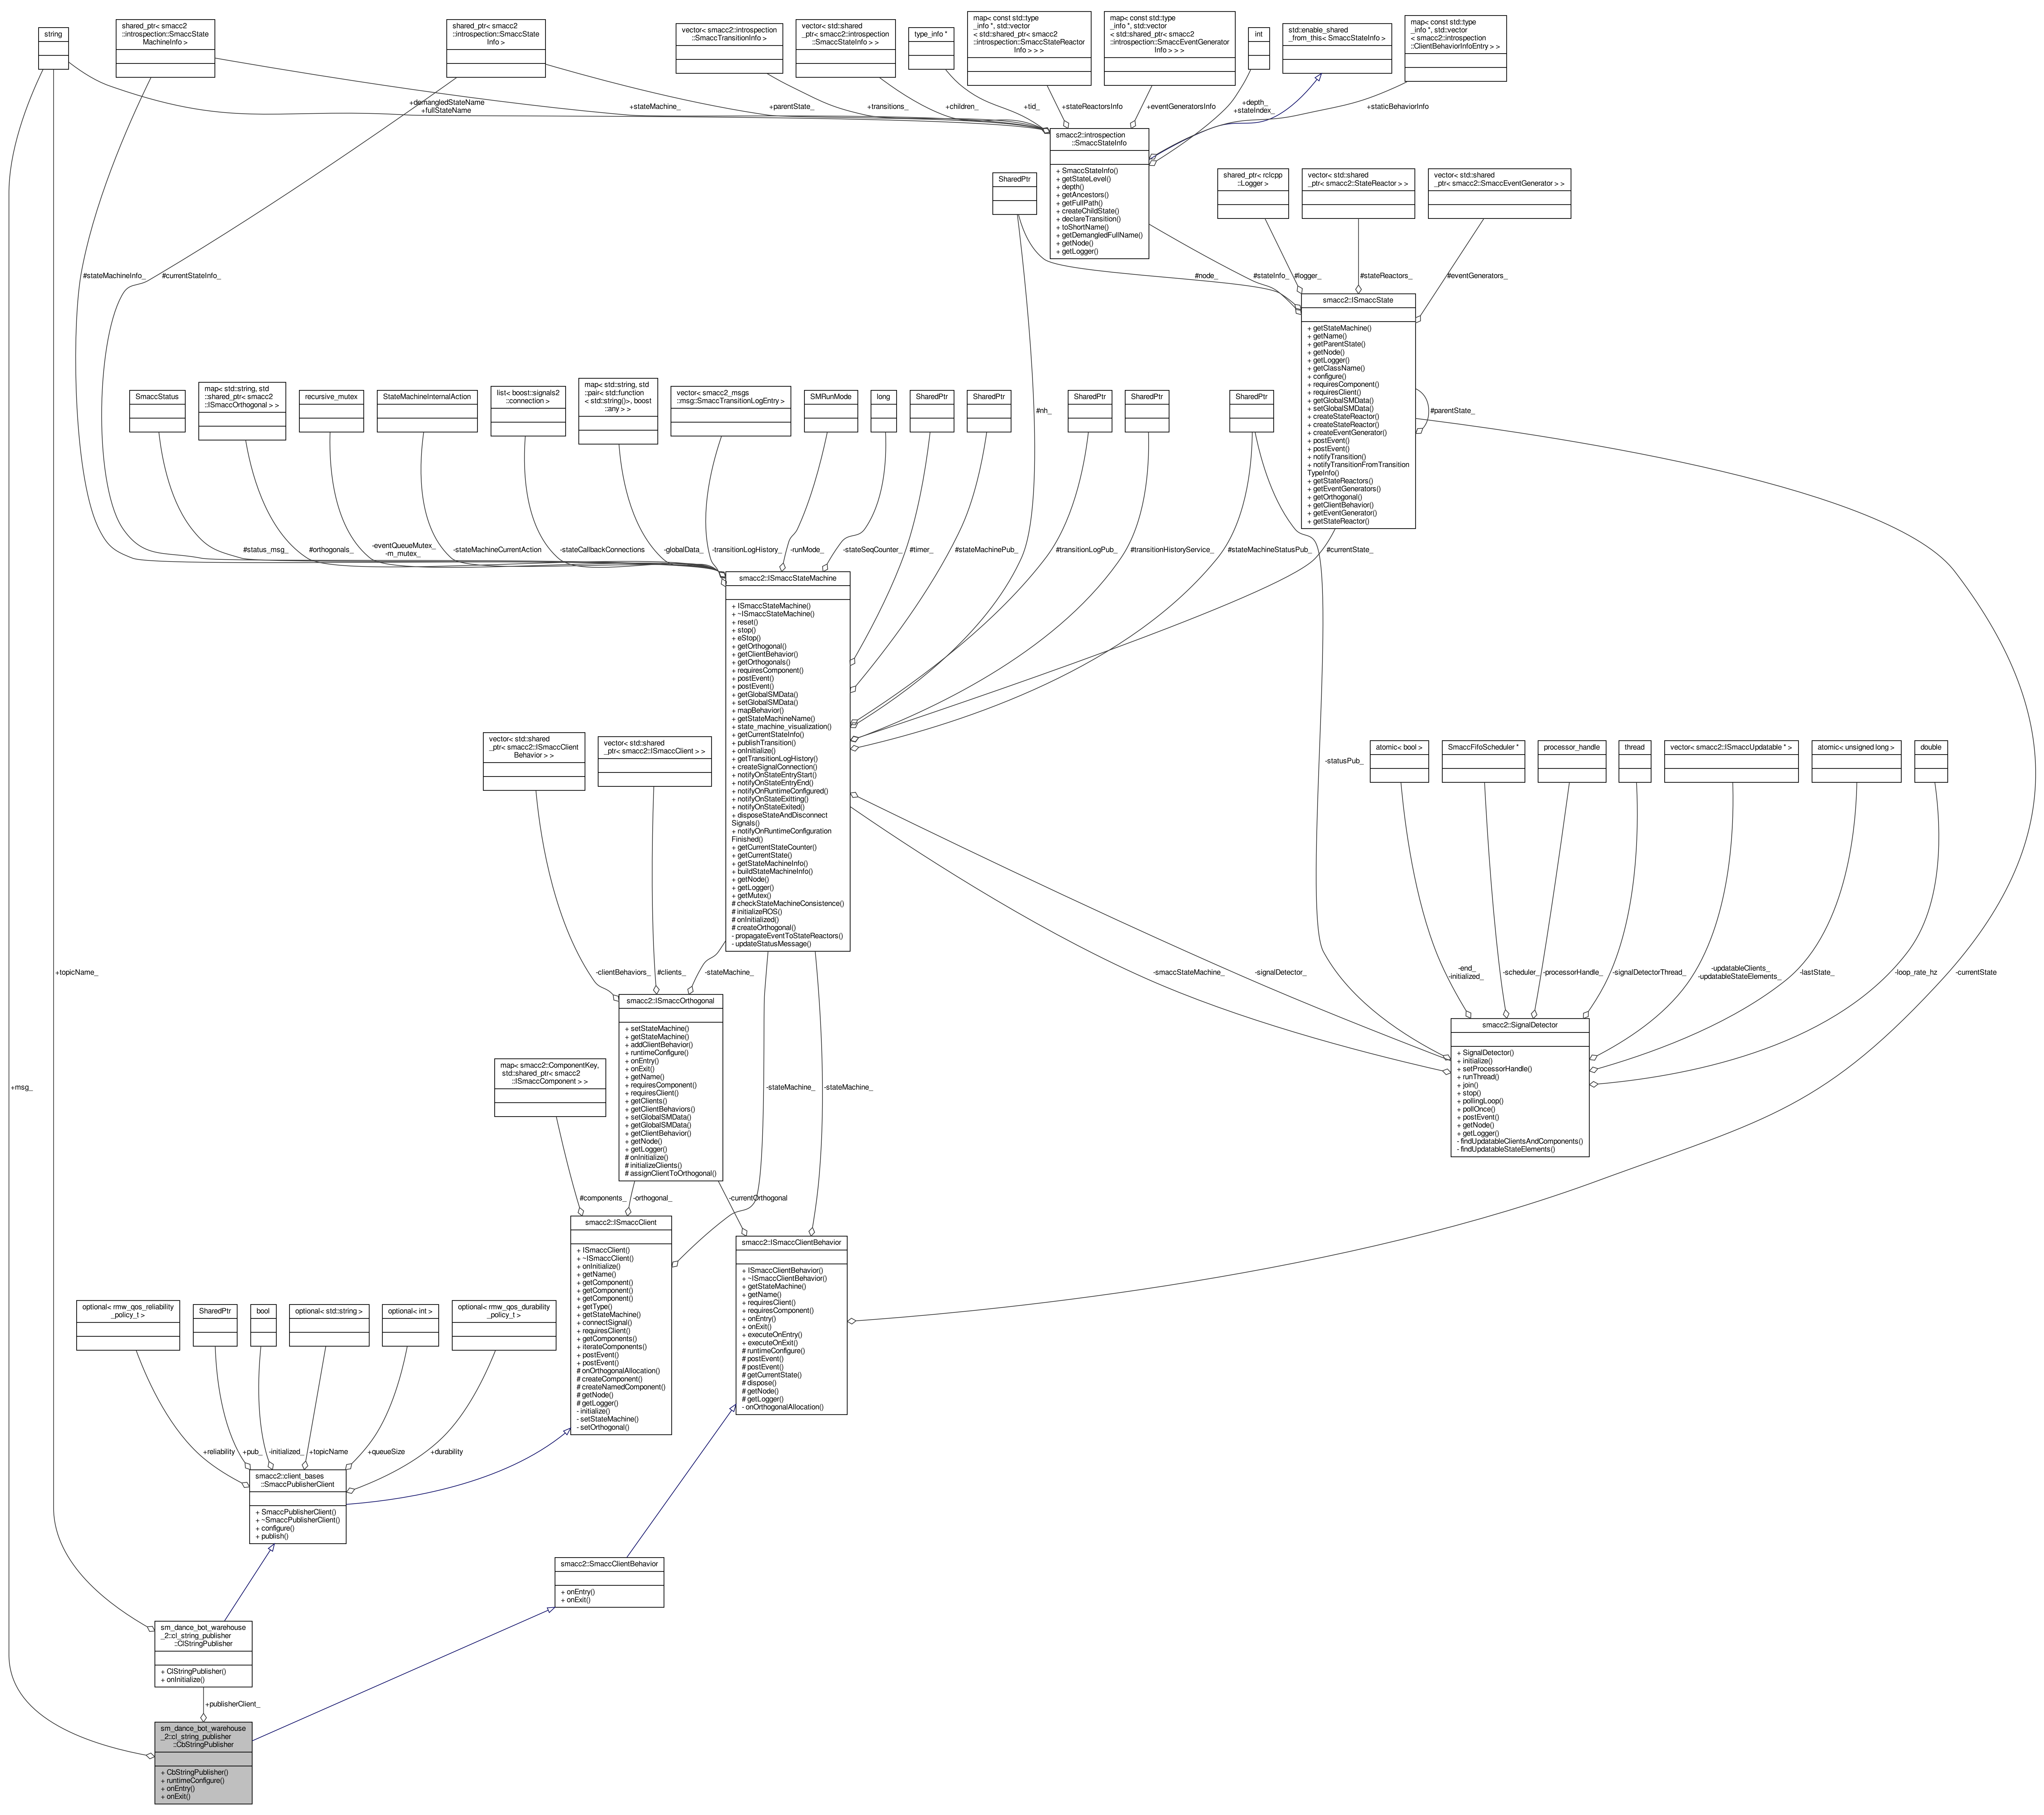 string
shared_ptr< smacc2
::introspection::SmaccState
MachineInfo >
shared_ptr< smacc2
::introspection::SmaccState
Info >
vector< smacc2::introspection
::SmaccTransitionInfo >
vector< std::shared
_ptr< smacc2::introspection
::SmaccStateInfo > >
type_info *
map< const std::type
_info *, std::vector
< std::shared_ptr< smacc2
::introspection::SmaccStateReactor
Info > > >
map< const std::type
_info *, std::vector
< std::shared_ptr< smacc2
::introspection::SmaccEventGenerator
Info > > >
int
std::enable_shared
_from_this< SmaccStateInfo >
map< const std::type
_info *, std::vector
< smacc2::introspection
::ClientBehaviorInfoEntry > >
+demangledStateName
+fullStateName
+stateMachine_
+parentState_
+transitions_
+children_
+tid_
+stateReactorsInfo
+eventGeneratorsInfo
+depth_
+stateIndex_
+staticBehaviorInfo
smacc2::introspection
::SmaccStateInfo
+ SmaccStateInfo()
+ getStateLevel()
+ depth()
+ getAncestors()
+ getFullPath()
+ createChildState()
+ declareTransition()
+ toShortName()
+ getDemangledFullName()
+ getNode()
+ getLogger()
SharedPtr
shared_ptr< rclcpp
::Logger >
vector< std::shared
_ptr< smacc2::StateReactor > >
vector< std::shared
_ptr< smacc2::SmaccEventGenerator > >
#stateMachineInfo_
#currentStateInfo_
#node_
#stateInfo_
#logger_
#stateReactors_
#eventGenerators_
smacc2::ISmaccState
+ getStateMachine()
+ getName()
+ getParentState()
+ getNode()
+ getLogger()
+ getClassName()
+ configure()
+ requiresComponent()
+ requiresClient()
+ getGlobalSMData()
+ setGlobalSMData()
+ createStateReactor()
+ createStateReactor()
+ createEventGenerator()
+ postEvent()
+ postEvent()
+ notifyTransition()
+ notifyTransitionFromTransition
TypeInfo()
+ getStateReactors()
+ getEventGenerators()
+ getOrthogonal()
+ getClientBehavior()
+ getEventGenerator()
+ getStateReactor()
#parentState_
SmaccStatus
map< std::string, std
::shared_ptr< smacc2
::ISmaccOrthogonal > >
recursive_mutex
StateMachineInternalAction
list< boost::signals2
::connection >
map< std::string, std
::pair< std::function
< std::string()>, boost
::any > >
vector< smacc2_msgs
::msg::SmaccTransitionLogEntry >
SMRunMode
long
SharedPtr
SharedPtr
#nh_
SharedPtr
SharedPtr
SharedPtr
#status_msg_
#orthogonals_
-eventQueueMutex_
-m_mutex_
-stateMachineCurrentAction
-stateCallbackConnections
-globalData_
-transitionLogHistory_
-runMode_
-stateSeqCounter_
#timer_
#stateMachinePub_
#transitionLogPub_
#transitionHistoryService_
#stateMachineStatusPub_
#currentState_
smacc2::ISmaccStateMachine
+ ISmaccStateMachine()
+ ~ISmaccStateMachine()
+ reset()
+ stop()
+ eStop()
+ getOrthogonal()
+ getClientBehavior()
+ getOrthogonals()
+ requiresComponent()
+ postEvent()
+ postEvent()
+ getGlobalSMData()
+ setGlobalSMData()
+ mapBehavior()
+ getStateMachineName()
+ state_machine_visualization()
+ getCurrentStateInfo()
+ publishTransition()
+ onInitialize()
+ getTransitionLogHistory()
+ createSignalConnection()
+ notifyOnStateEntryStart()
+ notifyOnStateEntryEnd()
+ notifyOnRuntimeConfigured()
+ notifyOnStateExitting()
+ notifyOnStateExited()
+ disposeStateAndDisconnect
Signals()
+ notifyOnRuntimeConfiguration
Finished()
+ getCurrentStateCounter()
+ getCurrentState()
+ getStateMachineInfo()
+ buildStateMachineInfo()
+ getNode()
+ getLogger()
+ getMutex()
# checkStateMachineConsistence()
# initializeROS()
# onInitialized()
# createOrthogonal()
- propagateEventToStateReactors()
- updateStatusMessage()
vector< std::shared
_ptr< smacc2::ISmaccClient
Behavior > >
vector< std::shared
_ptr< smacc2::ISmaccClient > >
-statusPub_
atomic< bool >
SmaccFifoScheduler *
processor_handle
thread
vector< smacc2::ISmaccUpdatable * >
atomic< unsigned long >
double
+topicName_
-clientBehaviors_
#clients_
-stateMachine_
-smaccStateMachine_
-signalDetector_
-end_
-initialized_
-scheduler_
-processorHandle_
-signalDetectorThread_
-updatableClients_
-updatableStateElements_
-lastState_
-loop_rate_hz
-currentState
smacc2::ISmaccOrthogonal
+ setStateMachine()
+ getStateMachine()
+ addClientBehavior()
+ runtimeConfigure()
+ onEntry()
+ onExit()
+ getName()
+ requiresComponent()
+ requiresClient()
+ getClients()
+ getClientBehaviors()
+ setGlobalSMData()
+ getGlobalSMData()
+ getClientBehavior()
+ getNode()
+ getLogger()
# onInitialize()
# initializeClients()
# assignClientToOrthogonal()
smacc2::SignalDetector
+ SignalDetector()
+ initialize()
+ setProcessorHandle()
+ runThread()
+ join()
+ stop()
+ pollingLoop()
+ pollOnce()
+ postEvent()
+ getNode()
+ getLogger()
- findUpdatableClientsAndComponents()
- findUpdatableStateElements()
map< smacc2::ComponentKey,
std::shared_ptr< smacc2
::ISmaccComponent > >
+msg_
-stateMachine_
-stateMachine_
#components_
-orthogonal_
-currentOrthogonal
smacc2::ISmaccClient
+ ISmaccClient()
+ ~ISmaccClient()
+ onInitialize()
+ getName()
+ getComponent()
+ getComponent()
+ getComponent()
+ getType()
+ getStateMachine()
+ connectSignal()
+ requiresClient()
+ getComponents()
+ iterateComponents()
+ postEvent()
+ postEvent()
# onOrthogonalAllocation()
# createComponent()
# createNamedComponent()
# getNode()
# getLogger()
- initialize()
- setStateMachine()
- setOrthogonal()
smacc2::ISmaccClientBehavior
+ ISmaccClientBehavior()
+ ~ISmaccClientBehavior()
+ getStateMachine()
+ getName()
+ requiresClient()
+ requiresComponent()
+ onEntry()
+ onExit()
+ executeOnEntry()
+ executeOnExit()
# runtimeConfigure()
# postEvent()
# postEvent()
# getCurrentState()
# dispose()
# getNode()
# getLogger()
- onOrthogonalAllocation()
optional< rmw_qos_reliability
_policy_t >
SharedPtr
bool
optional< std::string >
optional< int >
optional< rmw_qos_durability
_policy_t >
+reliability
+pub_
-initialized_
+topicName
+queueSize
+durability
smacc2::client_bases
::SmaccPublisherClient
+ SmaccPublisherClient()
+ ~SmaccPublisherClient()
+ configure()
+ publish()
smacc2::SmaccClientBehavior
+ onEntry()
+ onExit()
sm_dance_bot_warehouse
_2::cl_string_publisher
::ClStringPublisher
+ ClStringPublisher()
+ onInitialize()
+publisherClient_
sm_dance_bot_warehouse
_2::cl_string_publisher
::CbStringPublisher
+ CbStringPublisher()
+ runtimeConfigure()
+ onEntry()
+ onExit()